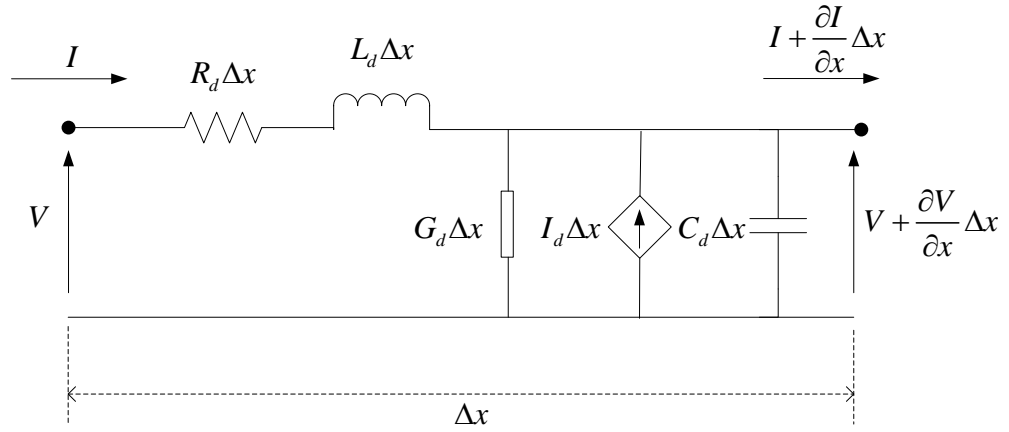 I
R_d Δx
L_d Δx
I + ∂I/∂x Δx
V
G_d Δx
I_d Δx
C_d Δx
V + ∂V/∂x Δx
Δx